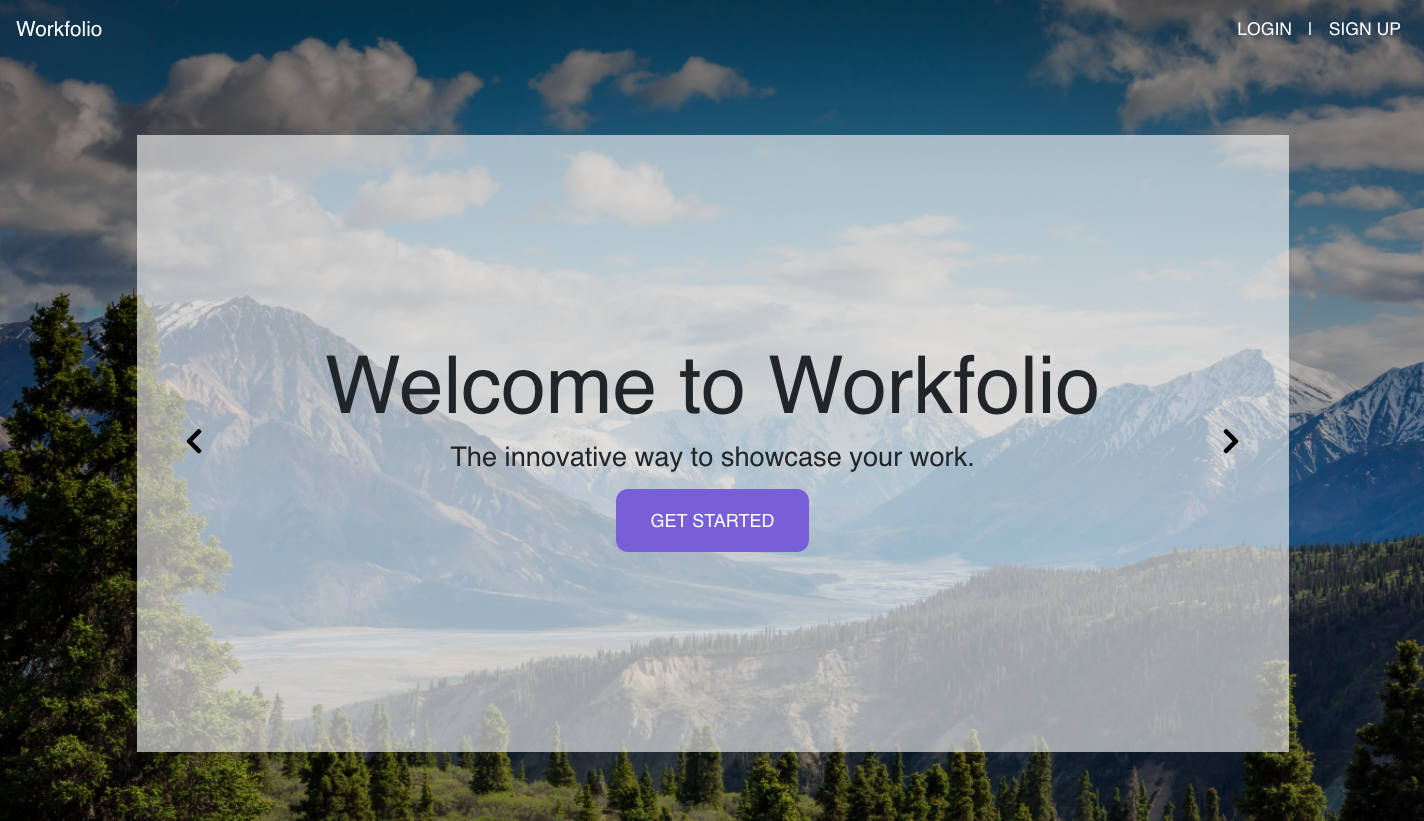 Workfolio
LOGIN | SIGN UP
Welcome to Workfolio
The innovative way to showcase your work.
GET STARTED